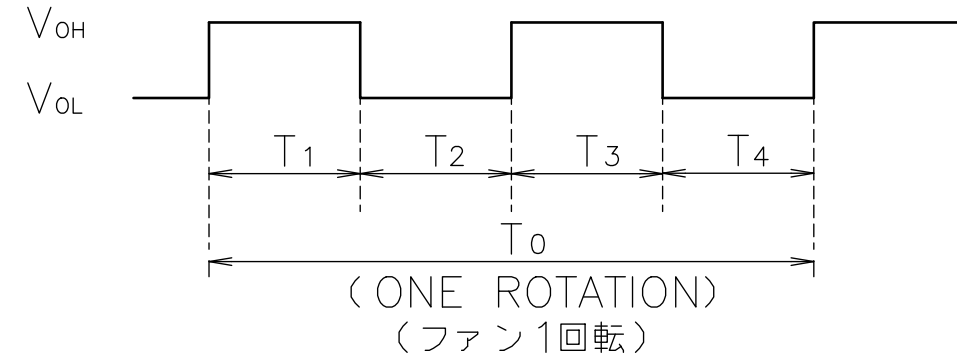 VOH
VOL
T1 T2 T3 T4
T0
(ONE ROTATION)
(ファン1回転)